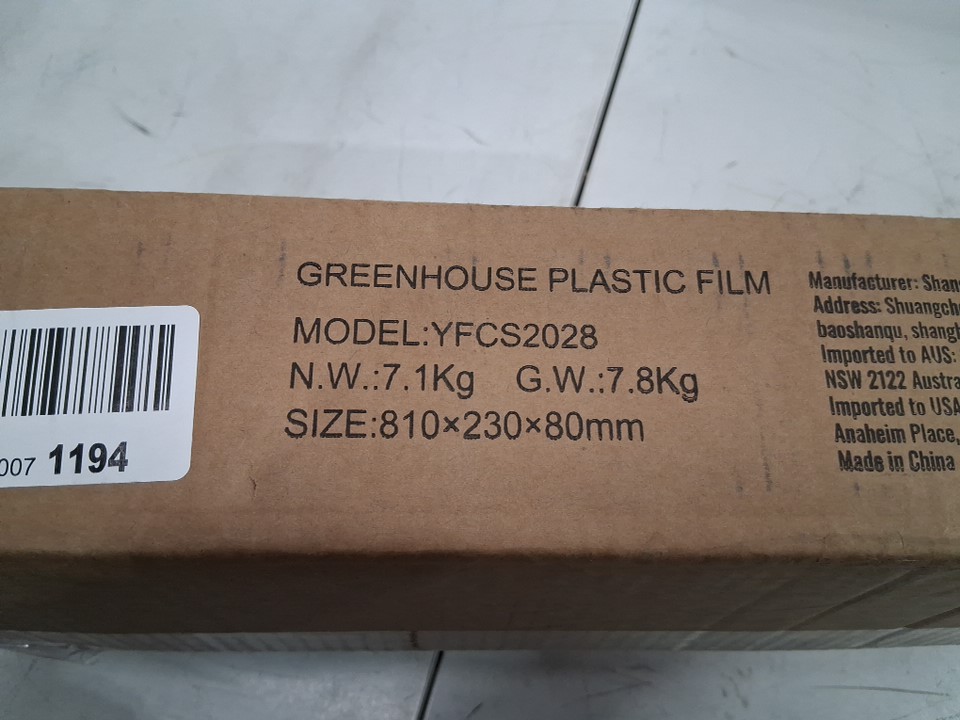 GREENHOUSE PLASTIC FILM
MODEL:YFCS2028
N.W.:7.1Kg G.W.:7.8Kg
SIZE:810×230×80mm
007 1194
Manufacturer:
Address:
baoshanqu,
Imported to AUS:
NSW 2122
Imported to USA
Anaheim Place,
Made in China